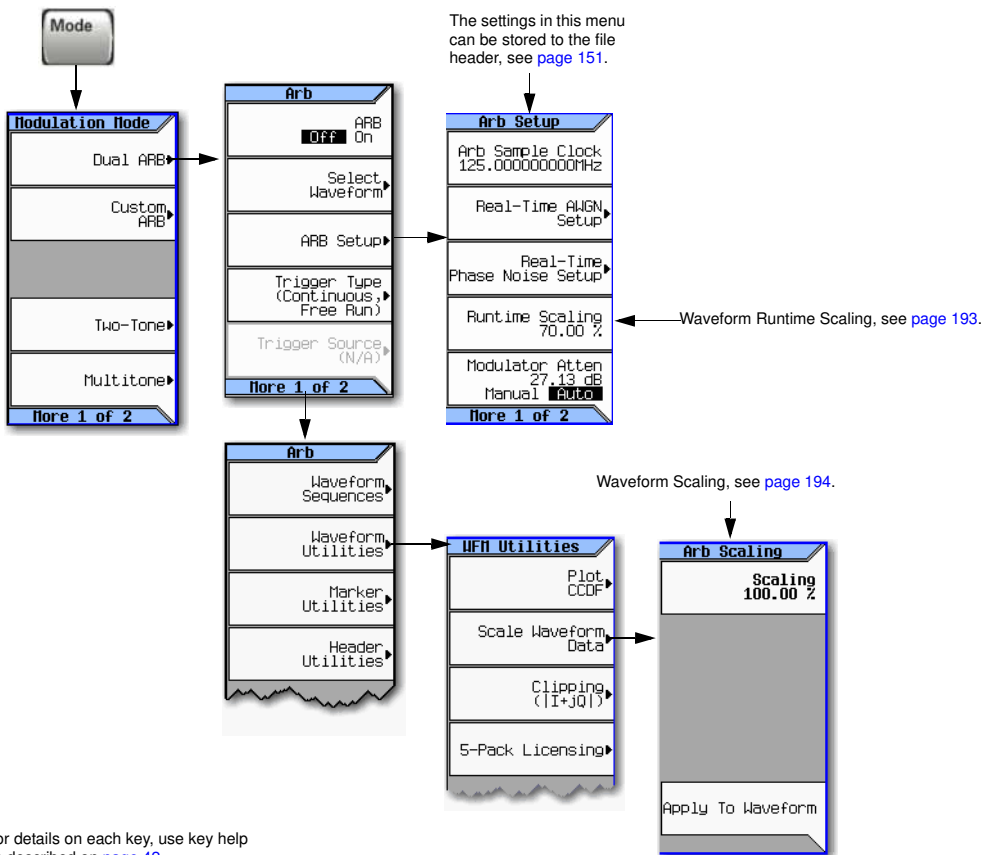 Mode
The settings in this menu
can be stored to the file
header, see page 151.
Modulation Mode
Dual ARB
Custom
ARB
Two-Tone
Multitone
More 1 of 2
Arb
ARB
Off On
Select
Waveform
ARB Setup
Trigger Type
(Continuous,
Free Run)
Trigger Source
(N/A)
More 1 of 2
Arb Setup
Arb Sample Clock
125.000000000MHz
Real-Time AWGN
Setup
Real-Time
Phase Noise Setup
Runtime Scaling
70.00 %
Modulator Atten
27.13 dB
Manual Auto
More 1 of 2
Waveform Runtime Scaling, see page 193.
Arb
Waveform
Sequences
Waveform
Utilities
Marker
Utilities
Header
Utilities
WFM Utilities
Plot
CCDF
Scale Waveform
Data
Clipping
(|I+jQ|)
5-Pack Licensing
Waveform Scaling, see page 194.
Arb Scaling
Scaling
100.00 %
Apply To Waveform
or details on each key, use key help
described on page